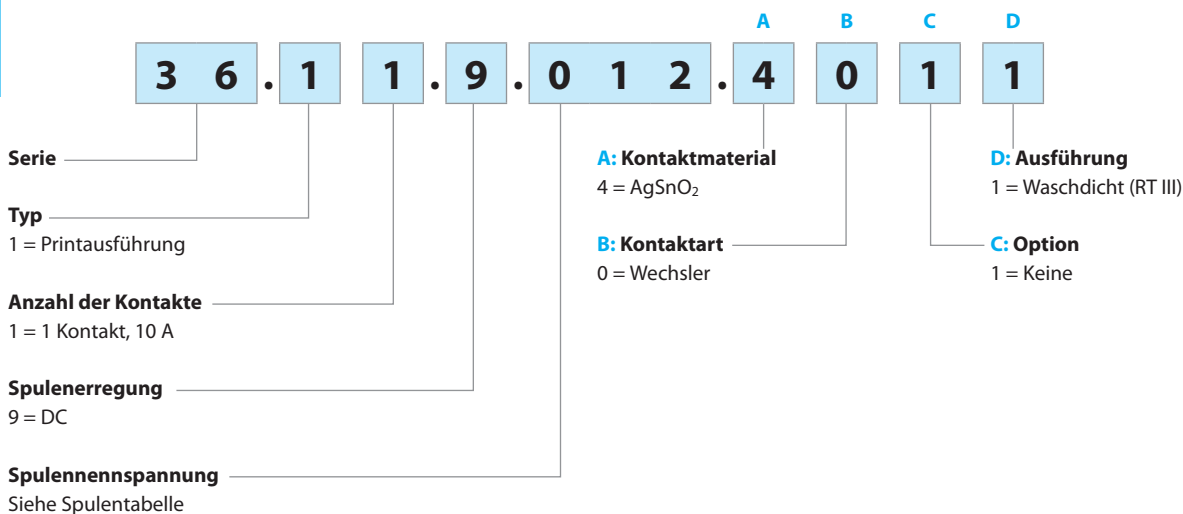 A B C D
3 6 . 1 1 . 9 . 0 1 2 . 4 0 1 1
Serie
Typ
1 = Printausführung
Anzahl der Kontakte
1 = 1 Kontakt, 10 A
Spulenerregung
9 = DC
Spulennennspannung
Siehe Spulentabelle
A: Kontaktmaterial
4 = AgSnO₂
B: Kontaktart
0 = Wechsler
D: Ausführung
1 = Waschdicht (RT III)
C: Option
1 = Keine